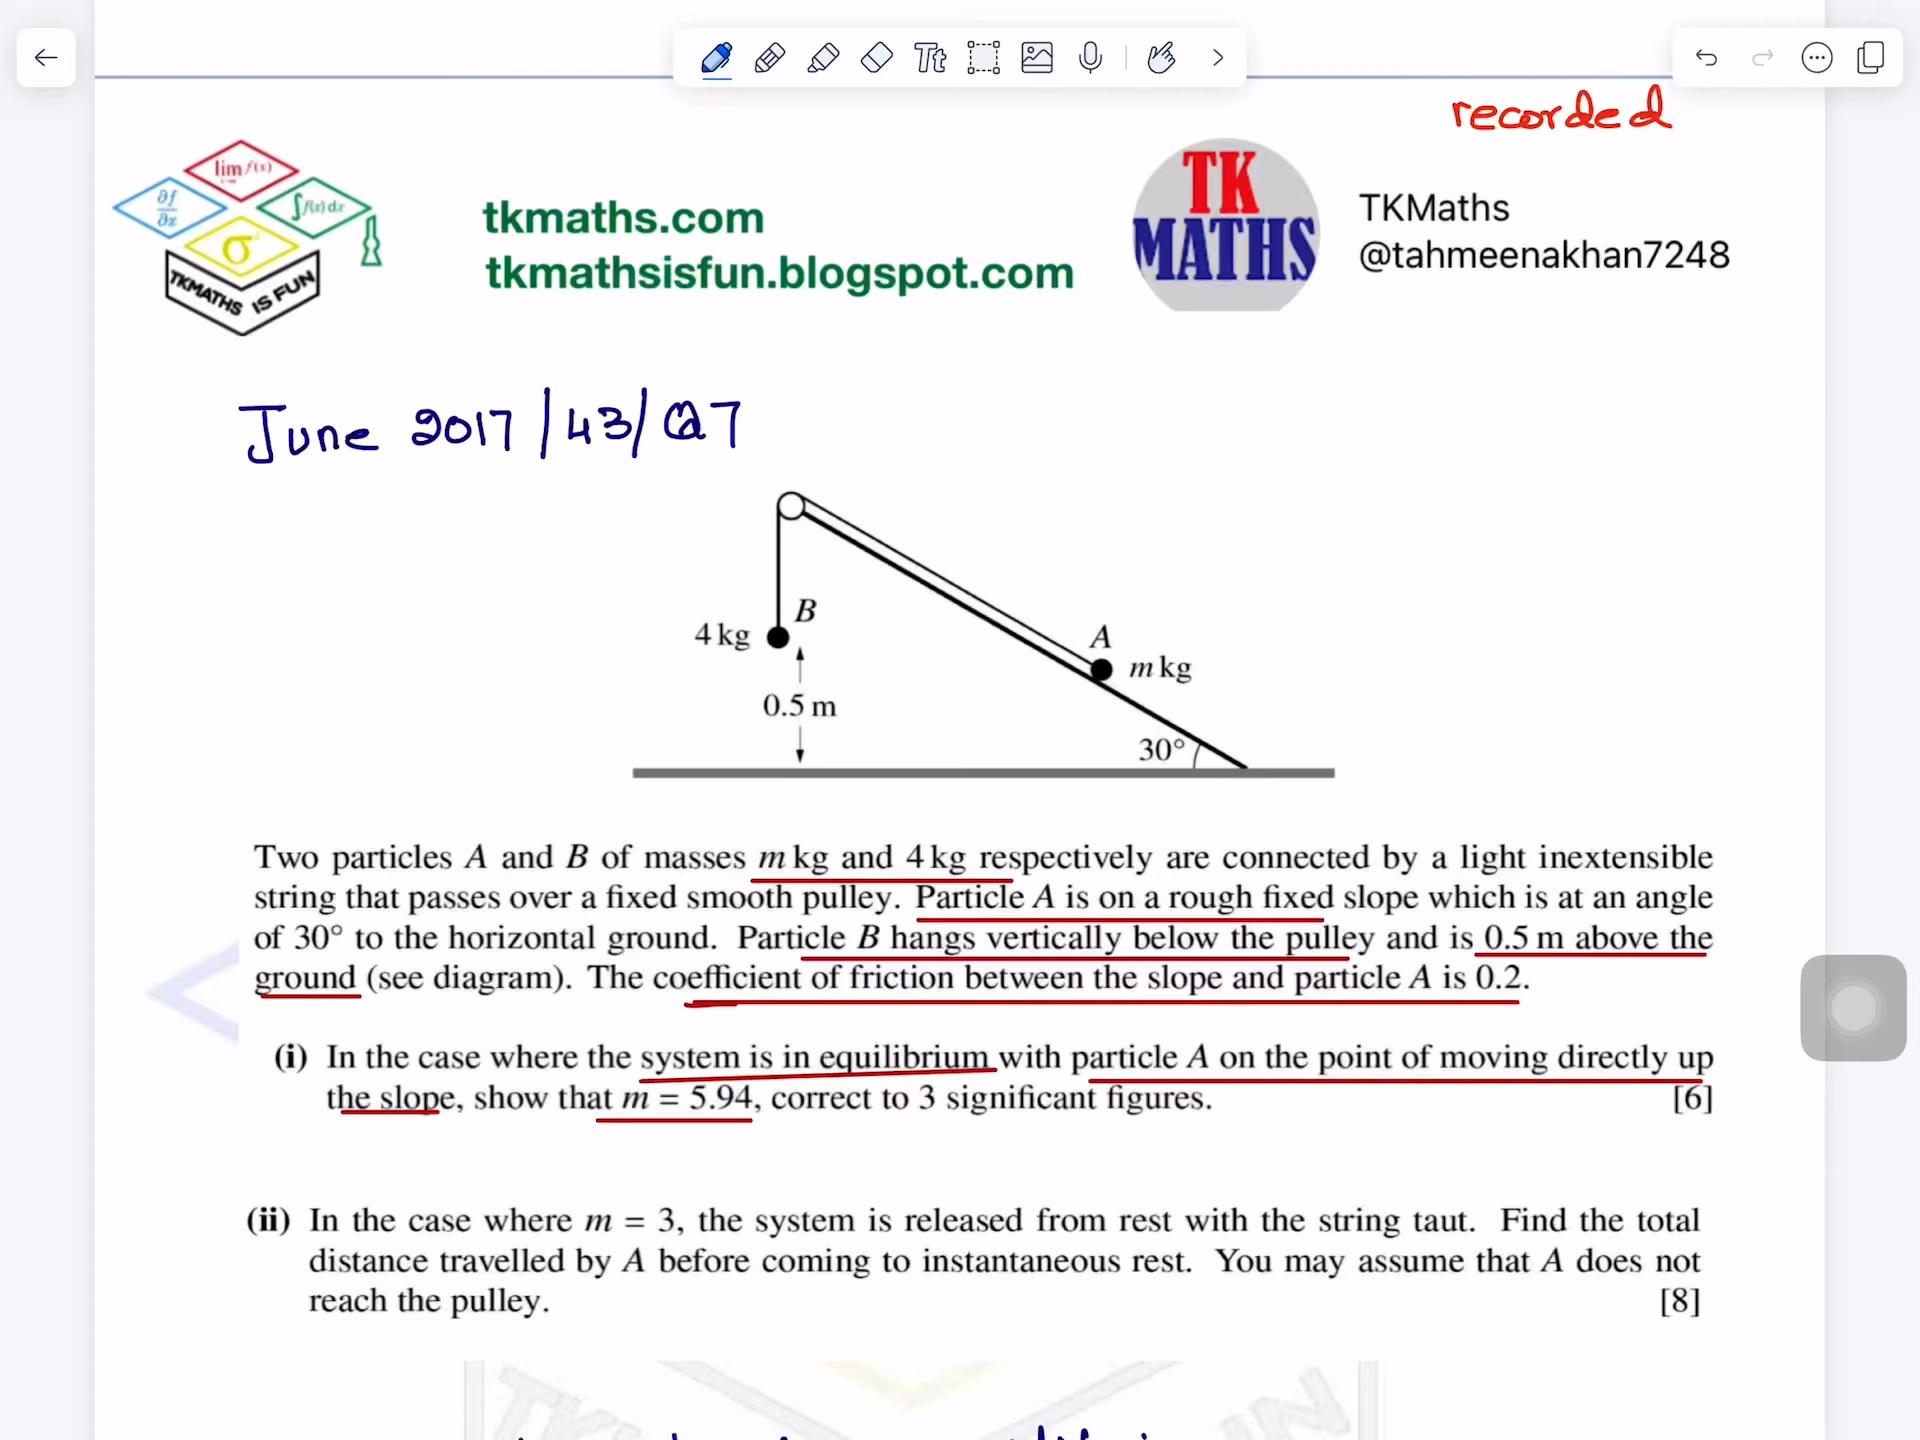 Tt
recorded
lim f(x)
∂f/∂x
∫f(x)dx
σ
TKMATHS IS FUN
tkmaths.com
tkmathsisfun.blogspot.com
TK
MATHS
TKMaths
@tahmeenakhan7248
June 2017 / 43 / Q7
B
4 kg
A
m kg
0.5 m
30°
Two particles A and B of masses m kg and 4 kg respectively are connected by a light inextensible
string that passes over a fixed smooth pulley. Particle A is on a rough fixed slope which is at an angle
of 30° to the horizontal ground. Particle B hangs vertically below the pulley and is 0.5 m above the
ground (see diagram). The coefficient of friction between the slope and particle A is 0.2.
(i) In the case where the system is in equilibrium with particle A on the point of moving directly up
the slope, show that m = 5.94, correct to 3 significant figures. [6]
(ii) In the case where m = 3, the system is released from rest with the string taut. Find the total
distance travelled by A before coming to instantaneous rest. You may assume that A does not
reach the pulley. [8]